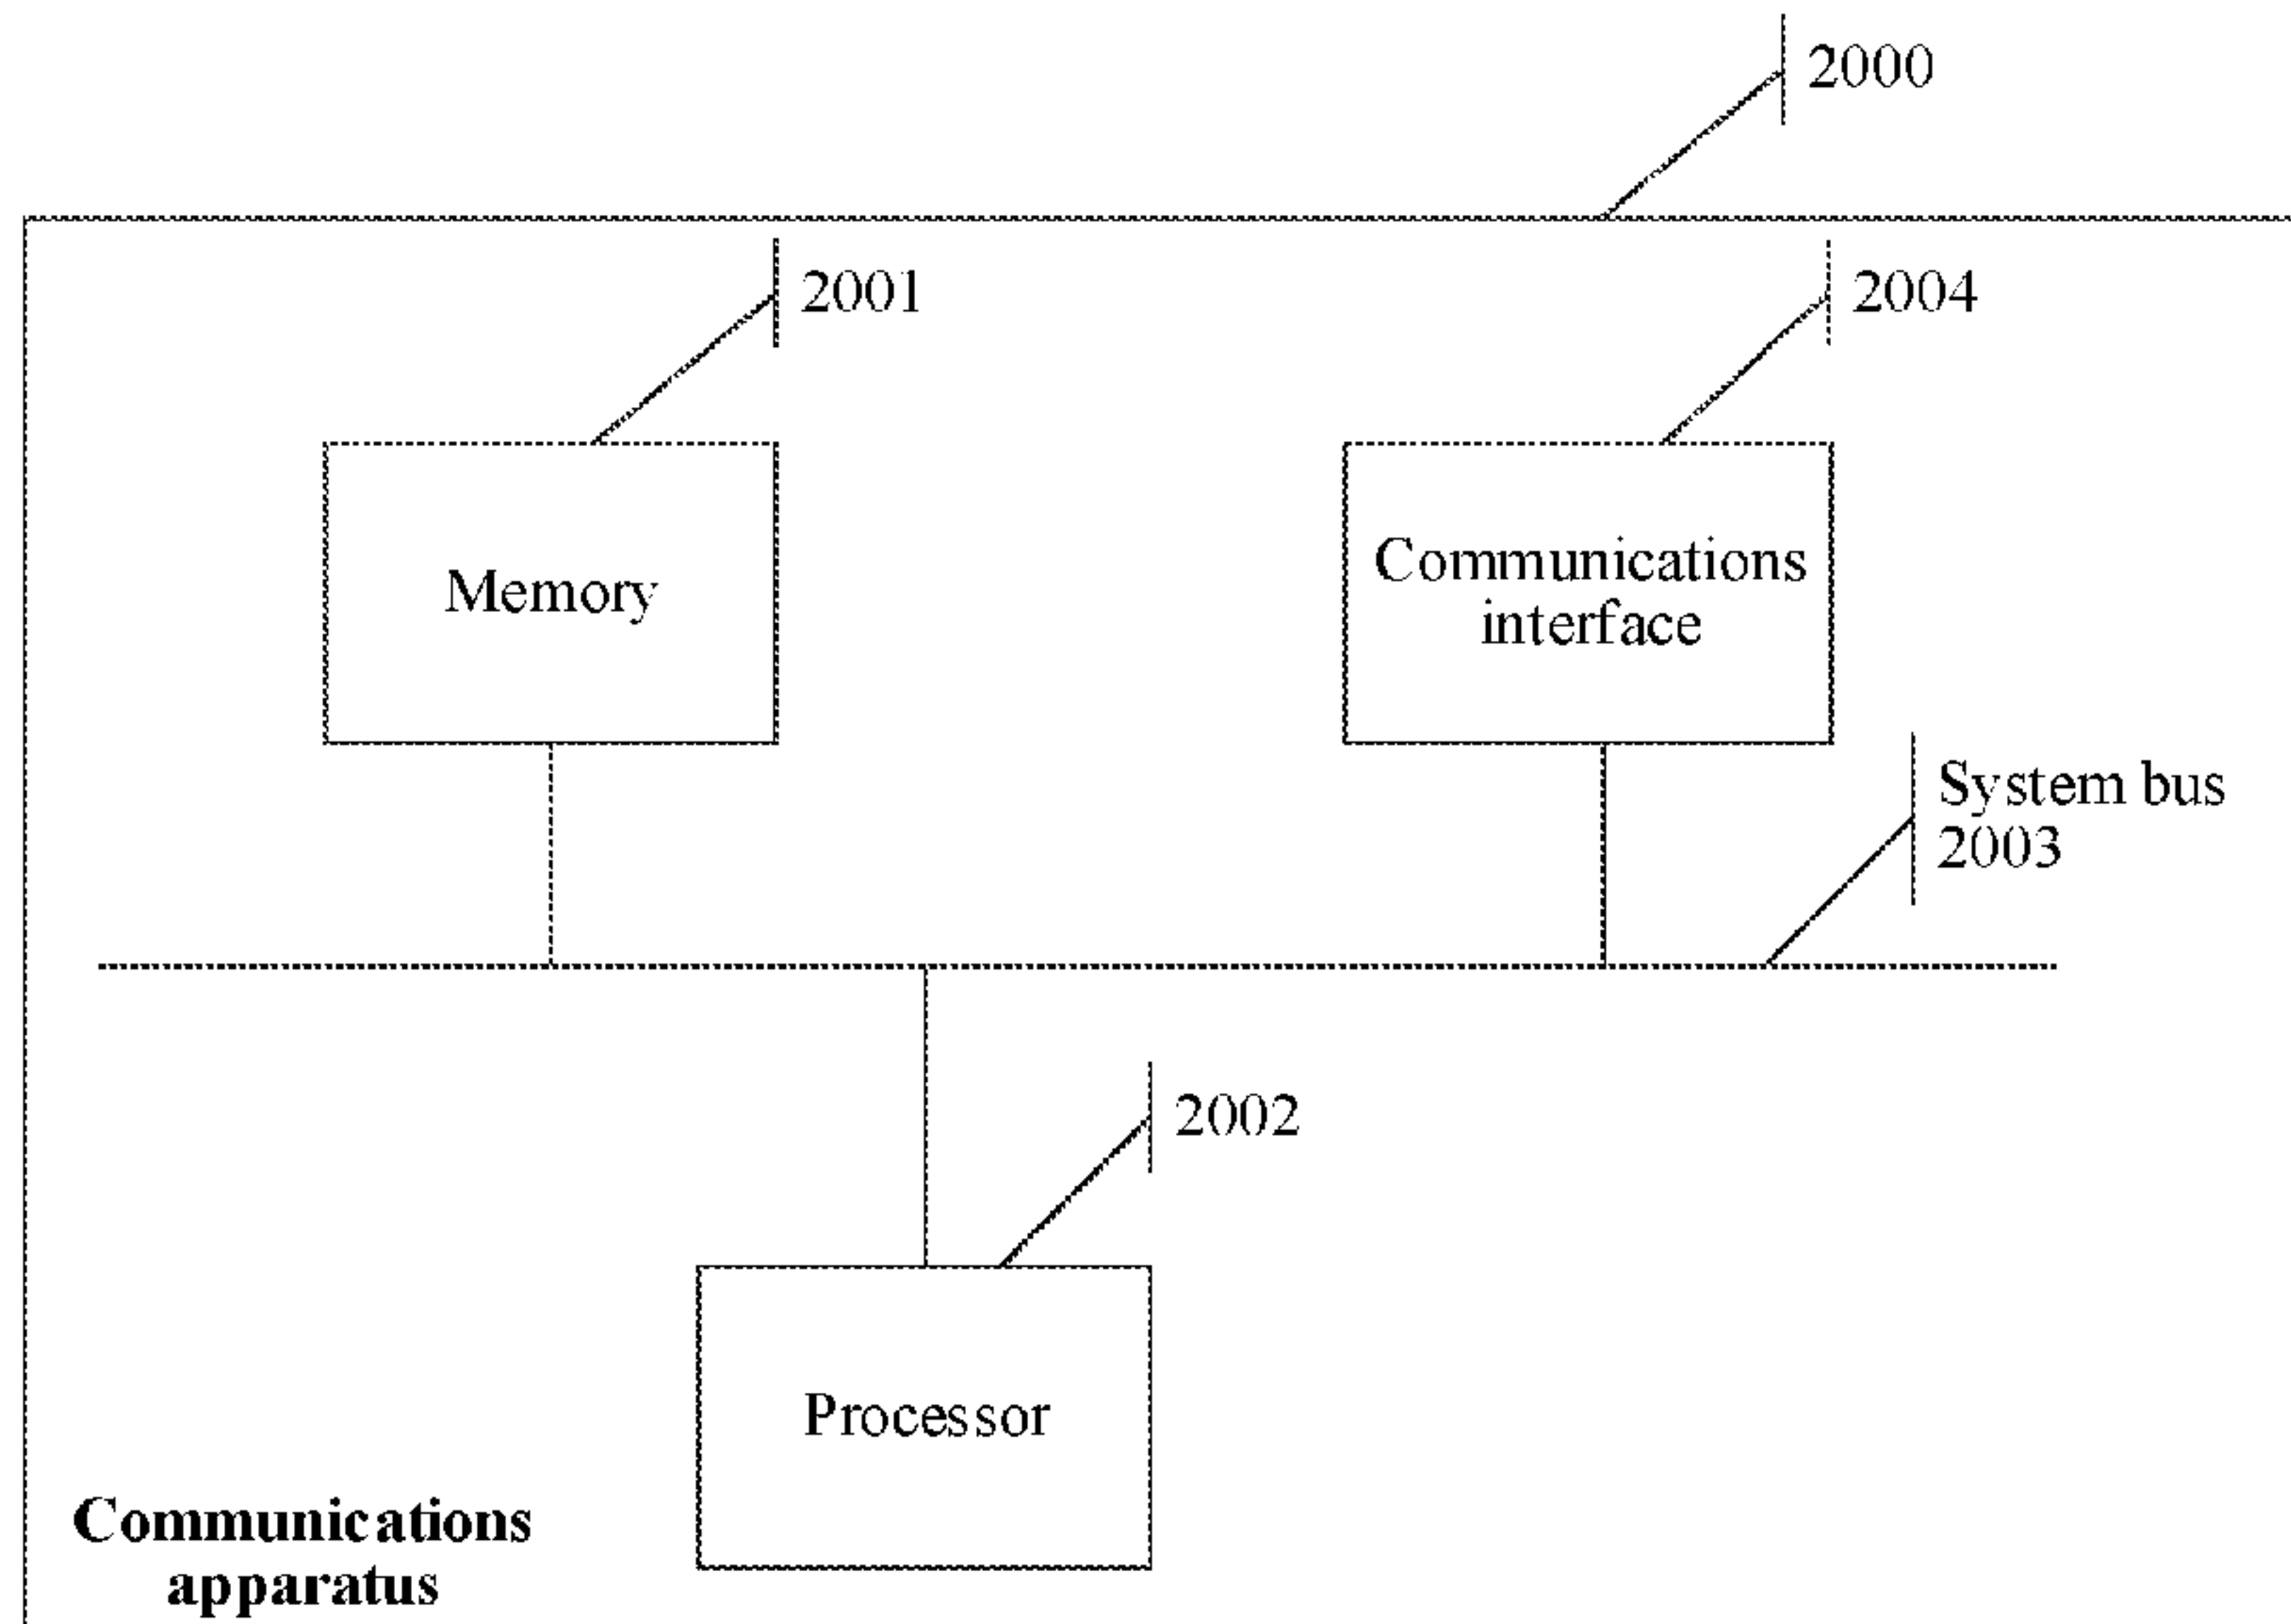 2000
2001
2004
Memory
Communications
interface
System bus
2003
2002
Processor
Communications
apparatus